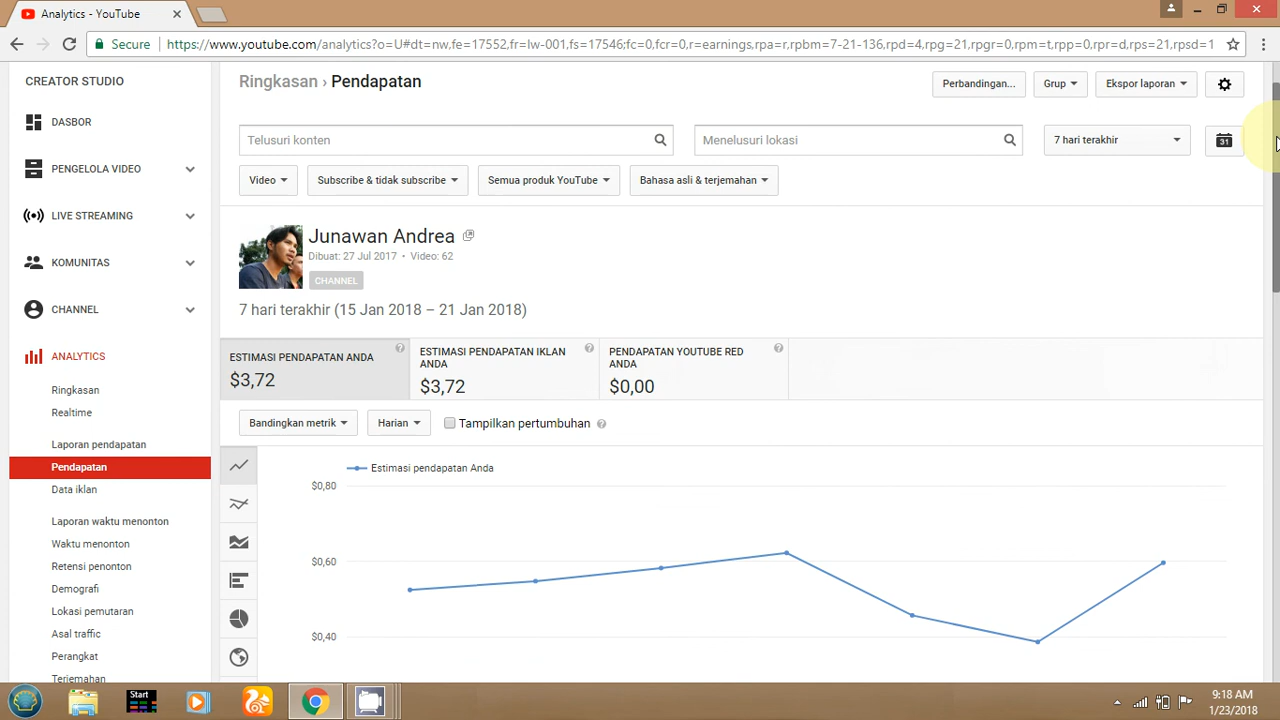 Analytics - YouTube
Secure
https://www.youtube.com/analytics?o=U#dt=nw,fe=17552,fr=lw-001,fs=17546;fc=0,fcr=0,r=earnings,rpa=r,rpbm=7-21-136,rpd=4,rpg=21,rpgr=0,rpm=t,rpp=0,rpr=d,rps=21,rpsd=1
CREATOR STUDIO
DASBOR
PENGELOLA VIDEO
LIVE STREAMING
KOMUNITAS
CHANNEL
ANALYTICS
Ringkasan
Realtime
Laporan pendapatan
Pendapatan
Data iklan
Laporan waktu menonton
Waktu menonton
Retensi penonton
Demografi
Lokasi pemutaran
Asal traffic
Perangkat
Terjemahan
Ringkasan › Pendapatan
Perbandingan...
Grup
Ekspor laporan
Telusuri konten
Menelusuri lokasi
7 hari terakhir
31
Video
Subscribe & tidak subscribe
Semua produk YouTube
Bahasa asli & terjemahan
Junawan Andrea
Dibuat: 27 Jul 2017 • Video: 62
CHANNEL
7 hari terakhir (15 Jan 2018 – 21 Jan 2018)
ESTIMASI PENDAPATAN ANDA ?
$3,72
ESTIMASI PENDAPATAN IKLAN ?
ANDA
$3,72
PENDAPATAN YOUTUBE RED ?
ANDA
$0,00
Bandingkan metrik
Harian
Tampilkan pertumbuhan ?
Estimasi pendapatan Anda
$0,80
$0,60
$0,40
Start
9:18 AM
1/23/2018